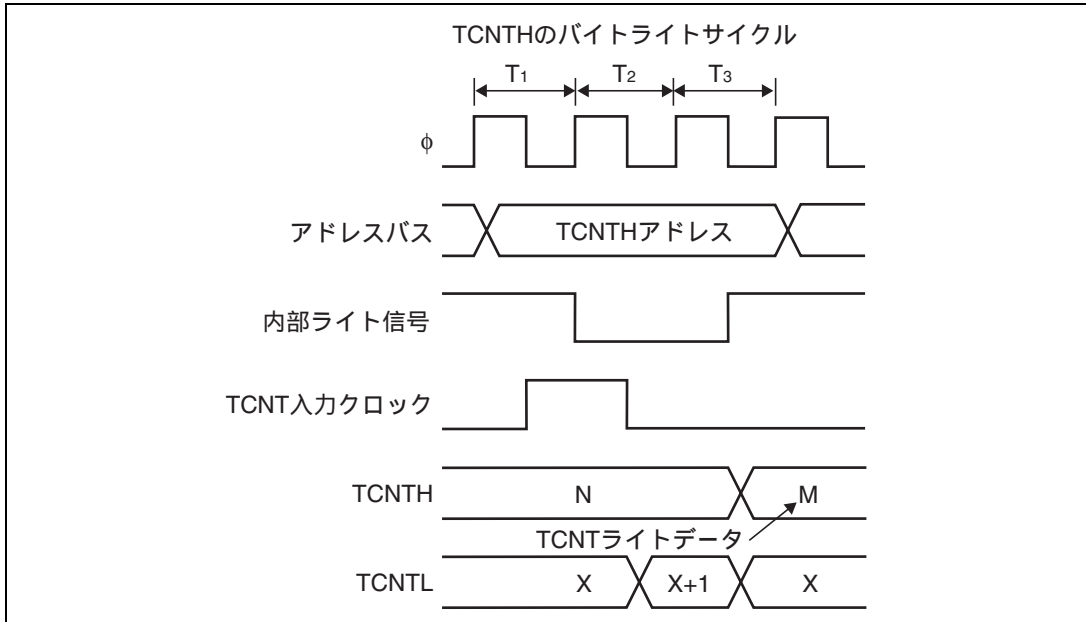 TCNTHのバイトライトサイクル
T1 T2 T3
φ
アドレスバス TCNTHアドレス
内部ライト信号
TCNT入力クロック
TCNTH N M
TCNTライトデータ
TCNTL X X+1 X